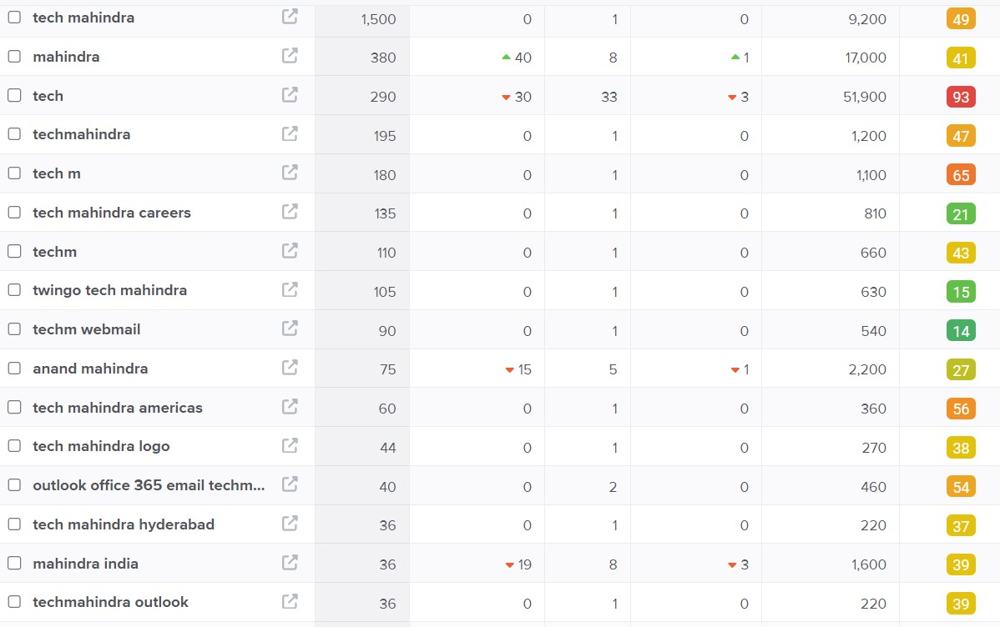 tech mahindra 1,500 0 1 0 9,200 49
mahindra 380 40 8 1 17,000 41
tech 290 30 33 3 51,900 93
techmahindra 195 0 1 0 1,200 47
tech m 180 0 1 0 1,100 65
tech mahindra careers 135 0 1 0 810 21
techm 110 0 1 0 660 43
twingo tech mahindra 105 0 1 0 630 15
techm webmail 90 0 1 0 540 14
anand mahindra 75 15 5 1 2,200 27
tech mahindra americas 60 0 1 0 360 56
tech mahindra logo 44 0 1 0 270 38
outlook office 365 email techm... 40 0 2 0 460 54
tech mahindra hyderabad 36 0 1 0 220 37
mahindra india 36 19 8 3 1,600 39
techmahindra outlook 36 0 1 0 220 39